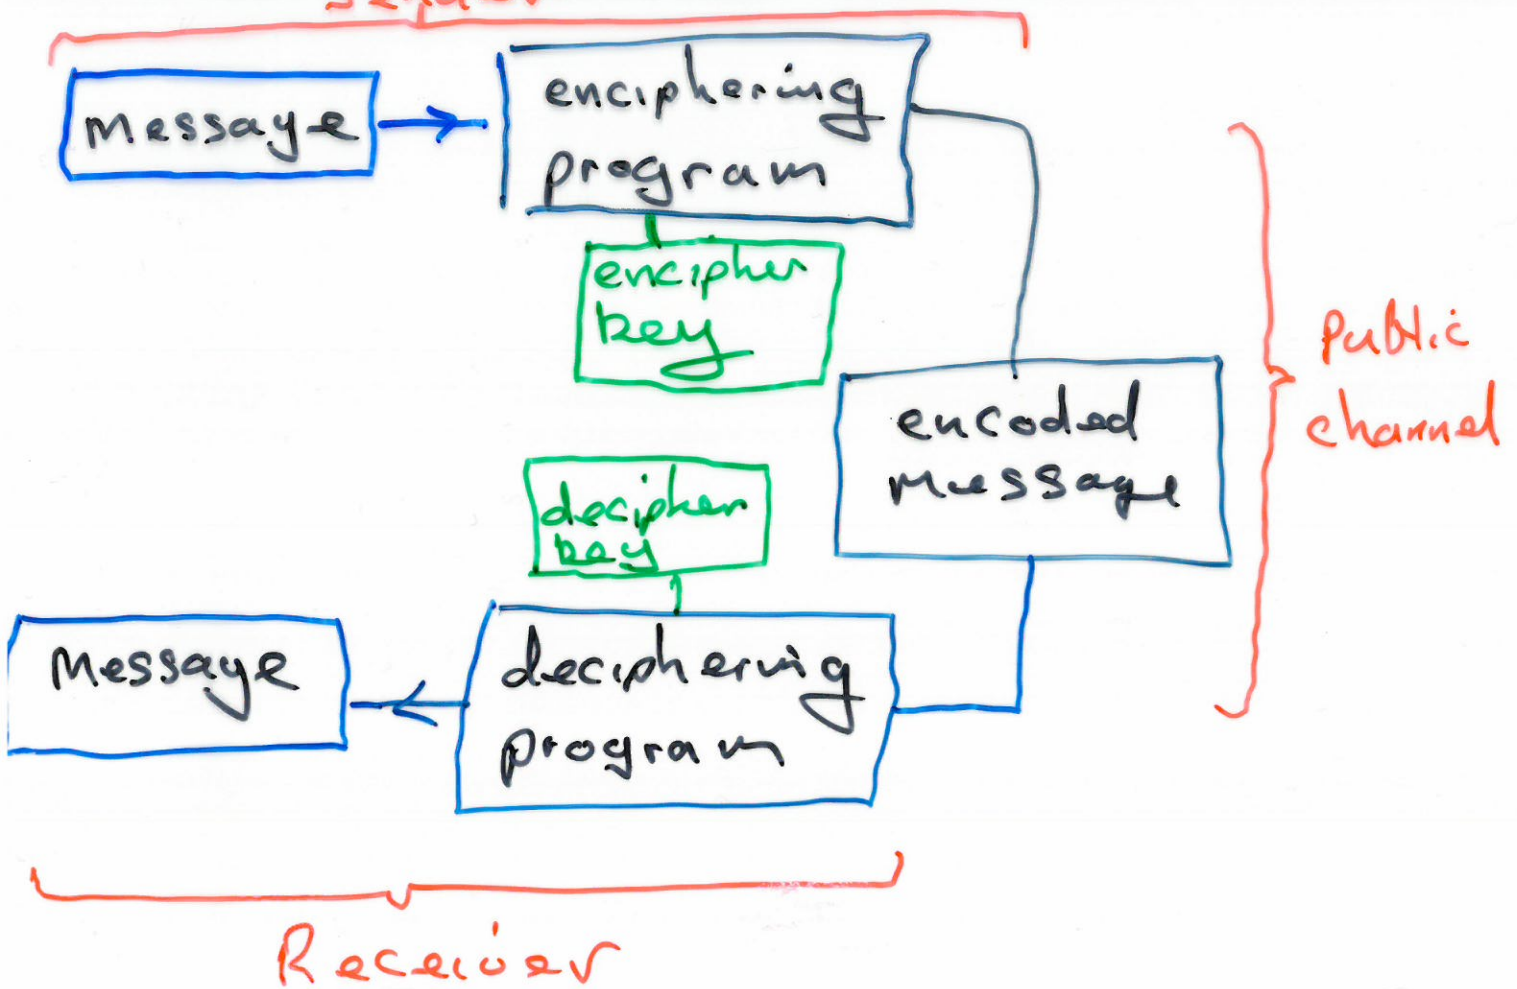 message
enciphering
program
encipher
key
public
channel
encoded
message
decipher
key
Message
deciphering
program
Receiver